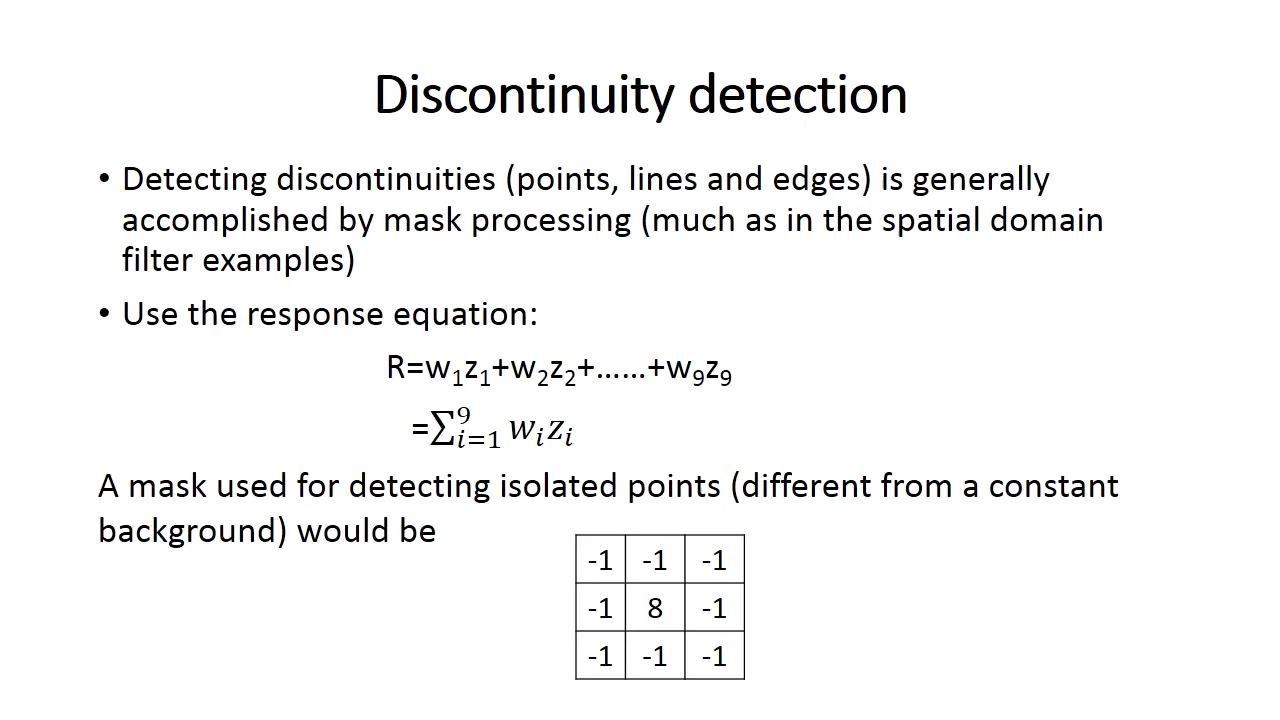 Discontinuity detection
• Detecting discontinuities (points, lines and edges) is generally
accomplished by mask processing (much as in the spatial domain
filter examples)
• Use the response equation:
R=w₁z₁+w₂z₂+……+w₉z₉
=∑⁹ᵢ₌₁ wᵢzᵢ
A mask used for detecting isolated points (different from a constant
background) would be
-1 -1 -1
-1 8 -1
-1 -1 -1